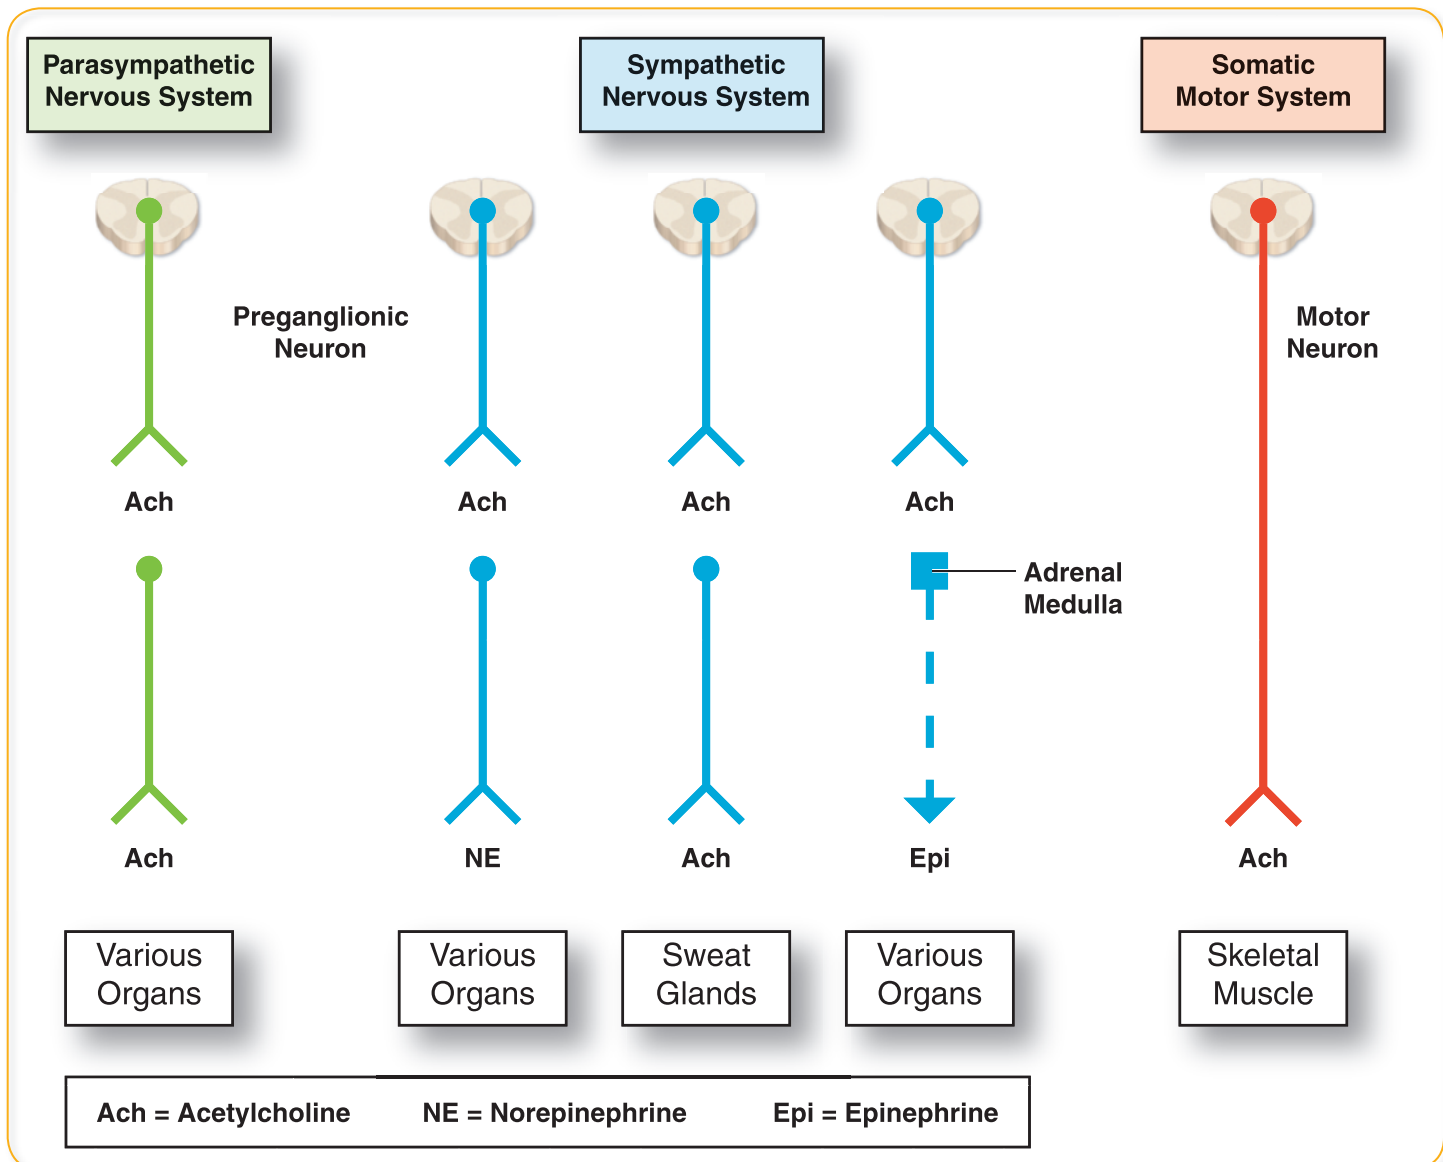 Parasympathetic
Nervous System
Sympathetic
Nervous System
Somatic
Motor System
Preganglionic
Neuron
Motor
Neuron
Ach
Ach
Ach
Ach
Adrenal
Medulla
Ach
NE
Ach
Epi
Ach
Various
Organs
Various
Organs
Sweat
Glands
Various
Organs
Skeletal
Muscle
Ach = Acetylcholine
NE = Norepinephrine
Epi = Epinephrine